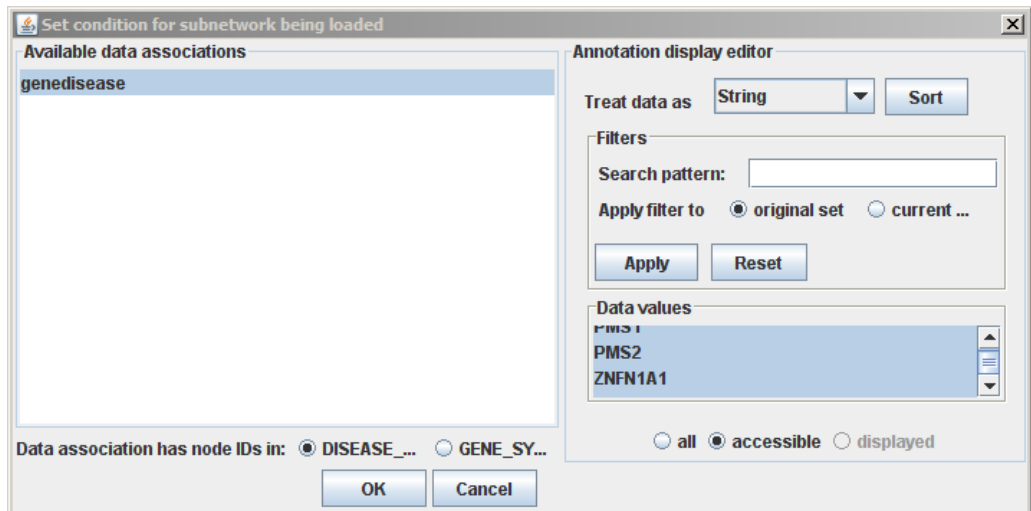 Set condition for subnetwork being loaded
Available data associations
genedisease
Data association has node IDs in: DISEASE_... GENE_SY...
OK Cancel
Annotation display editor
Treat data as String Sort
Filters
Search pattern:
Apply filter to original set current ...
Apply Reset
Data values
PMS1
PMS2
ZNFN1A1
all accessible displayed